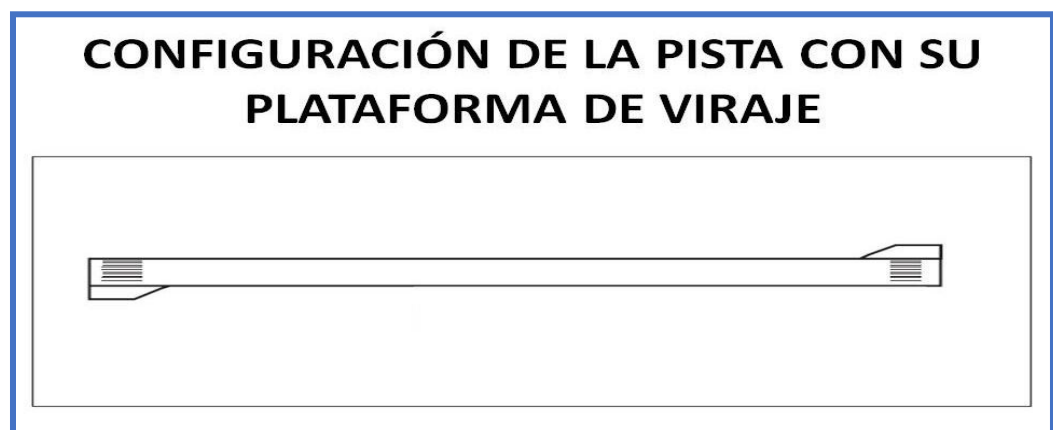 CONFIGURACIÓN DE LA PISTA CON SU
PLATAFORMA DE VIRAJE